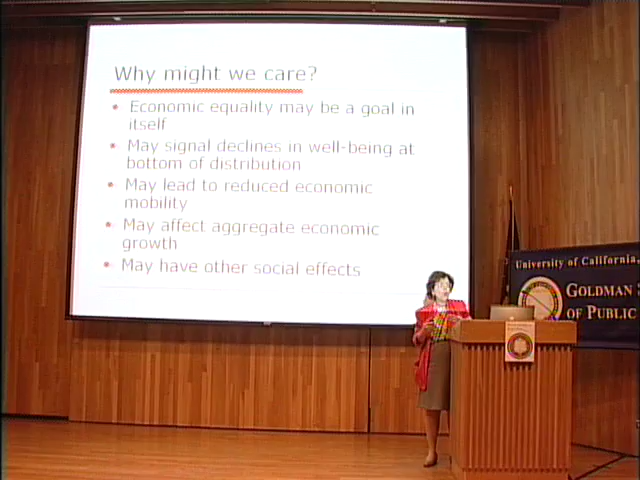 Why might we care?
Economic equality may be a goal in
itself
May signal declines in well-being at
bottom of distribution
May lead to reduced economic
mobility
May affect aggregate economic
growth
May have other social effects
University of California,
GOLDMAN
OF PUBLIC